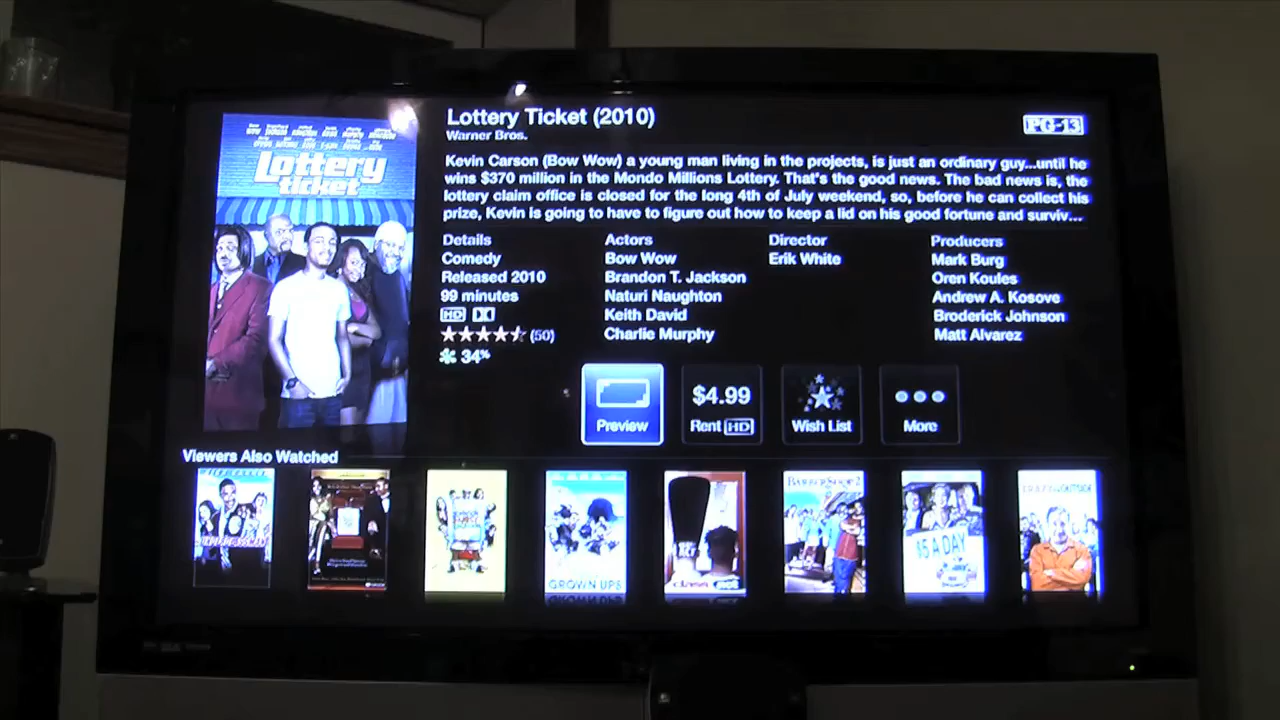 Lottery Ticket (2010)
Warner Bros.
PG-13
Lottery
ticket
Kevin Carson (Bow Wow) a young man living in the projects, is just an ordinary guy...until he
wins $370 million in the Mondo Millions Lottery. That's the good news. The bad news is, the
lottery claim office is closed for the long 4th of July weekend, so, before he can collect his
prize, Kevin is going to have to figure out how to keep a lid on his good fortune and surviv...
Details
Comedy
Released 2010
99 minutes
HD
(50)
34%
Actors
Bow Wow
Brandon T. Jackson
Naturi Naughton
Keith David
Charlie Murphy
Director
Erik White
Producers
Mark Burg
Oren Koules
Andrew A. Kosove
Broderick Johnson
Matt Alvarez
Preview
$4.99
Rent HD
Wish List
More
Viewers Also Watched
GROWN UPS
BARBERSHOP 2
$5 A DAY